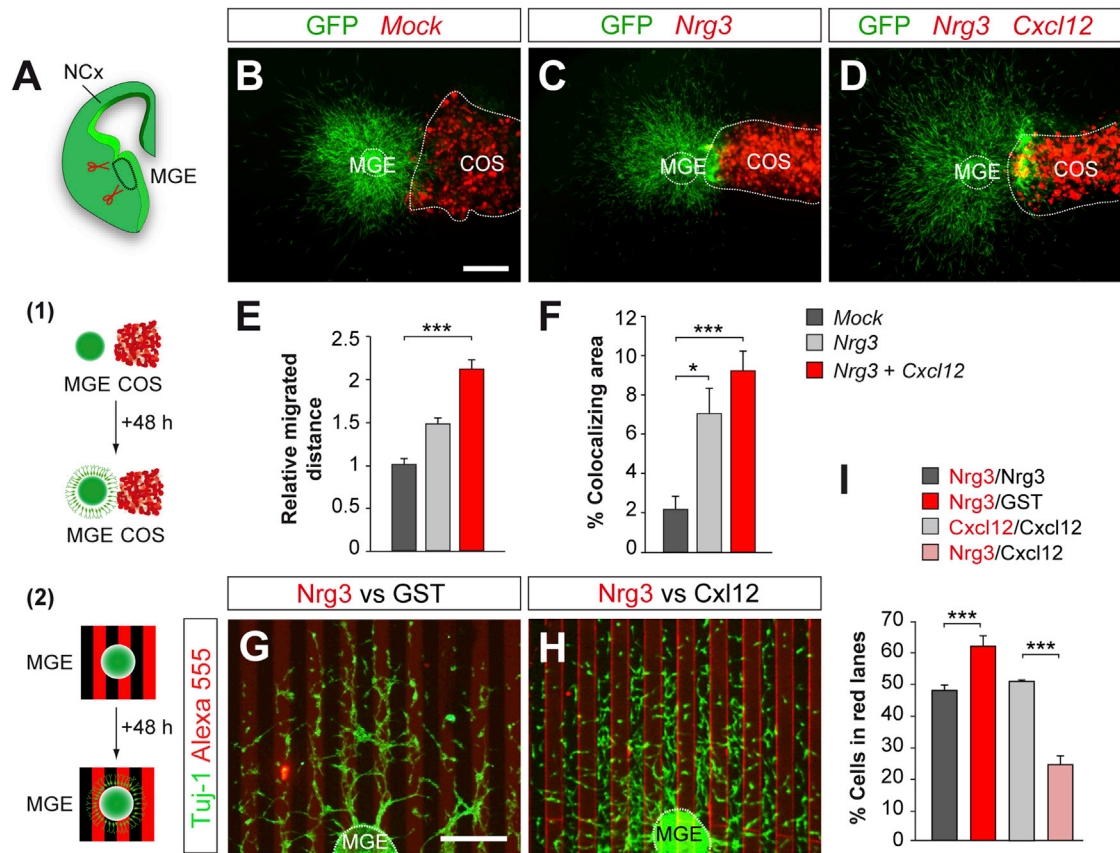 A
NCx
MGE
GFP Mock
B
MGE
COS
GFP Nrg3
C
MGE
COS
GFP Nrg3 Cxcl12
D
MGE
COS
(1)
MGE COS
+48 h
MGE COS
E
Relative migrated
distance
2.5
2
1.5
1
0.5
0
***
F
% Colocalizing area
12
10
8
6
4
2
0
***
*
Mock
Nrg3
Nrg3 + Cxcl12
(2)
MGE
+48 h
MGE
Tuj-1 Alexa 555
Nrg3 vs GST
G
MGE
Nrg3 vs Cxl12
H
MGE
I
Nrg3/Nrg3
Nrg3/GST
Cxcl12/Cxcl12
Nrg3/Cxcl12
% Cells in red lanes
70
60
50
40
30
20
10
0
***
***